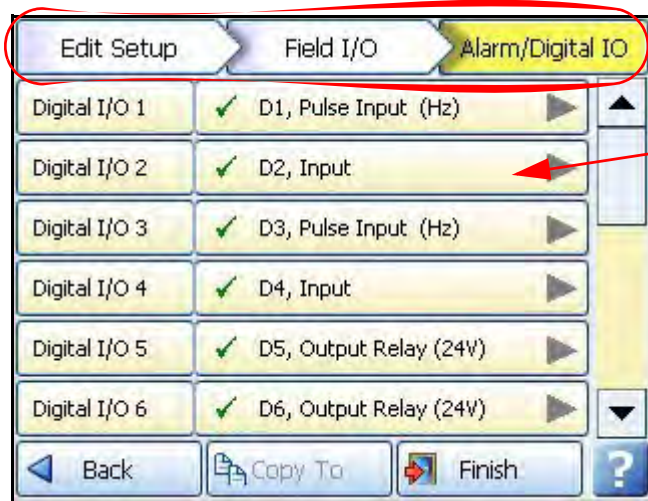 Edit Setup Field I/O Alarm/Digital IO
Digital I/O 1 D1, Pulse Input (Hz)
Digital I/O 2 D2, Input
Digital I/O 3 D3, Pulse Input (Hz)
Digital I/O 4 D4, Input
Digital I/O 5 D5, Output Relay (24V)
Digital I/O 6 D6, Output Relay (24V)
Back Copy To Finish ?